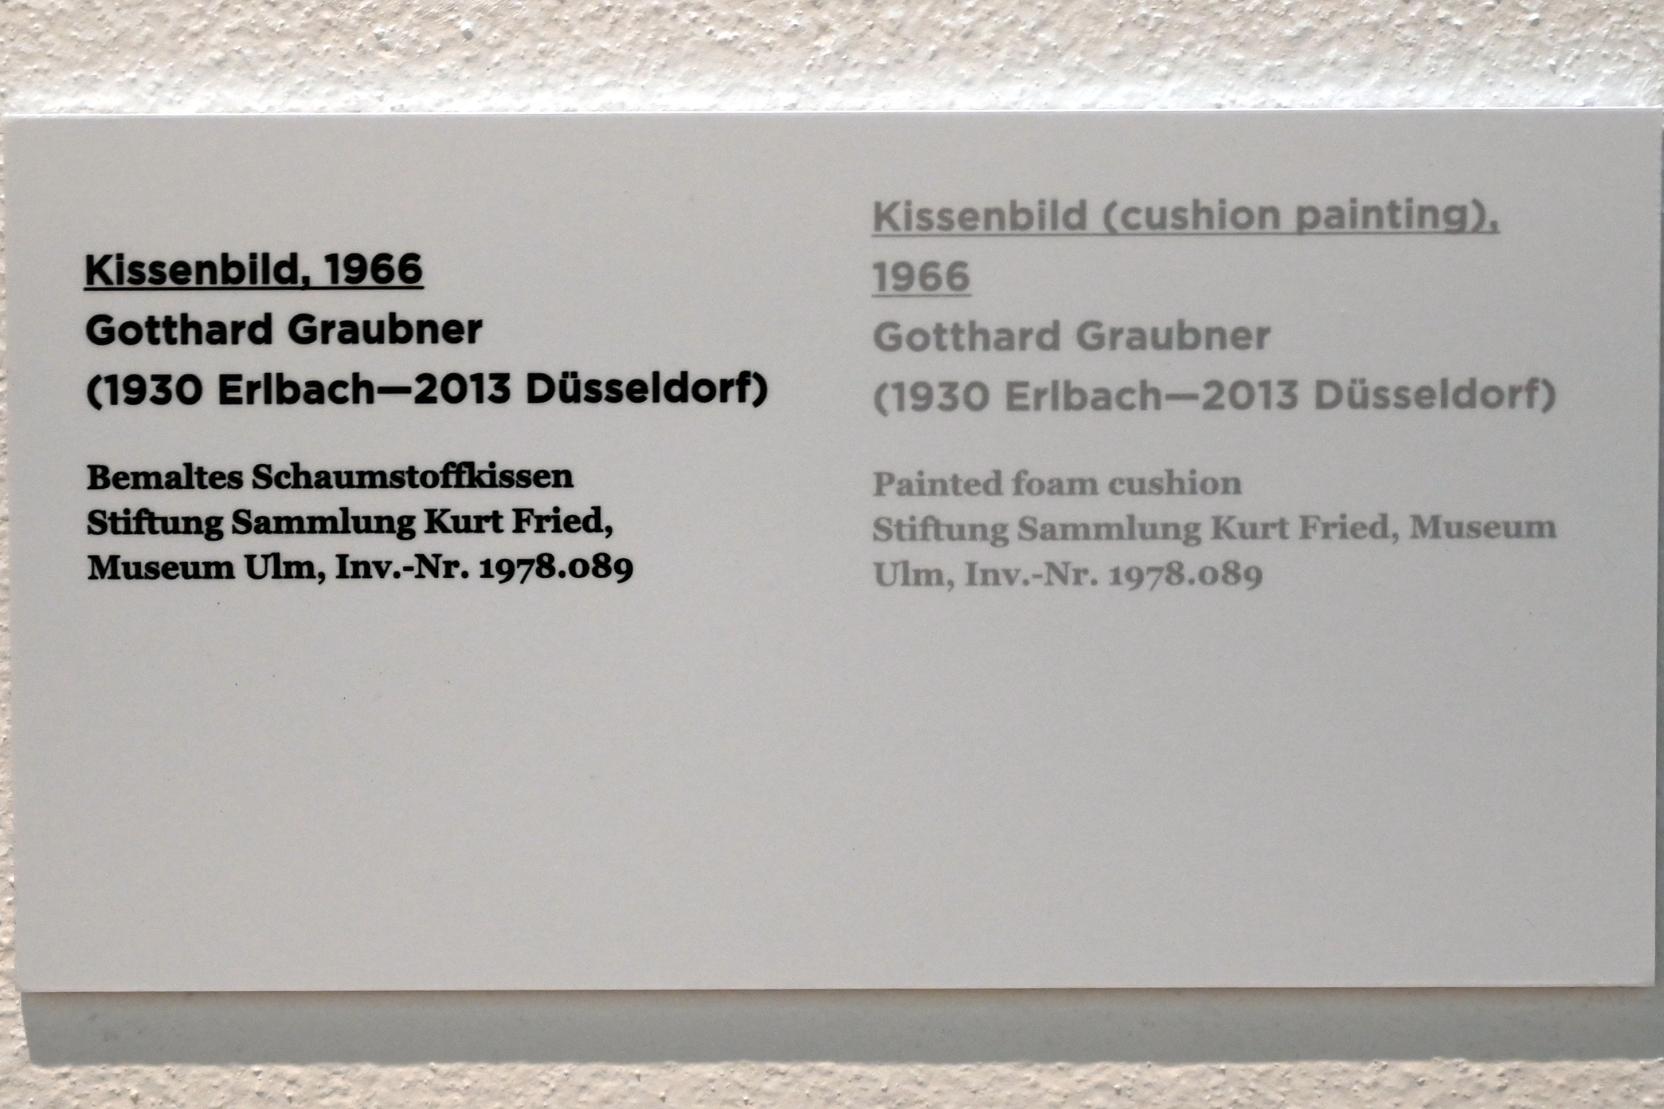 Kissenbild, 1966
Gotthard Graubner
(1930 Erlbach—2013 Düsseldorf)
Bemaltes Schaumstoffkissen
Stiftung Sammlung Kurt Fried,
Museum Ulm, Inv.-Nr. 1978.089
Kissenbild (cushion painting),
1966
Gotthard Graubner
(1930 Erlbach—2013 Düsseldorf)
Painted foam cushion
Stiftung Sammlung Kurt Fried, Museum
Ulm, Inv.-Nr. 1978.089